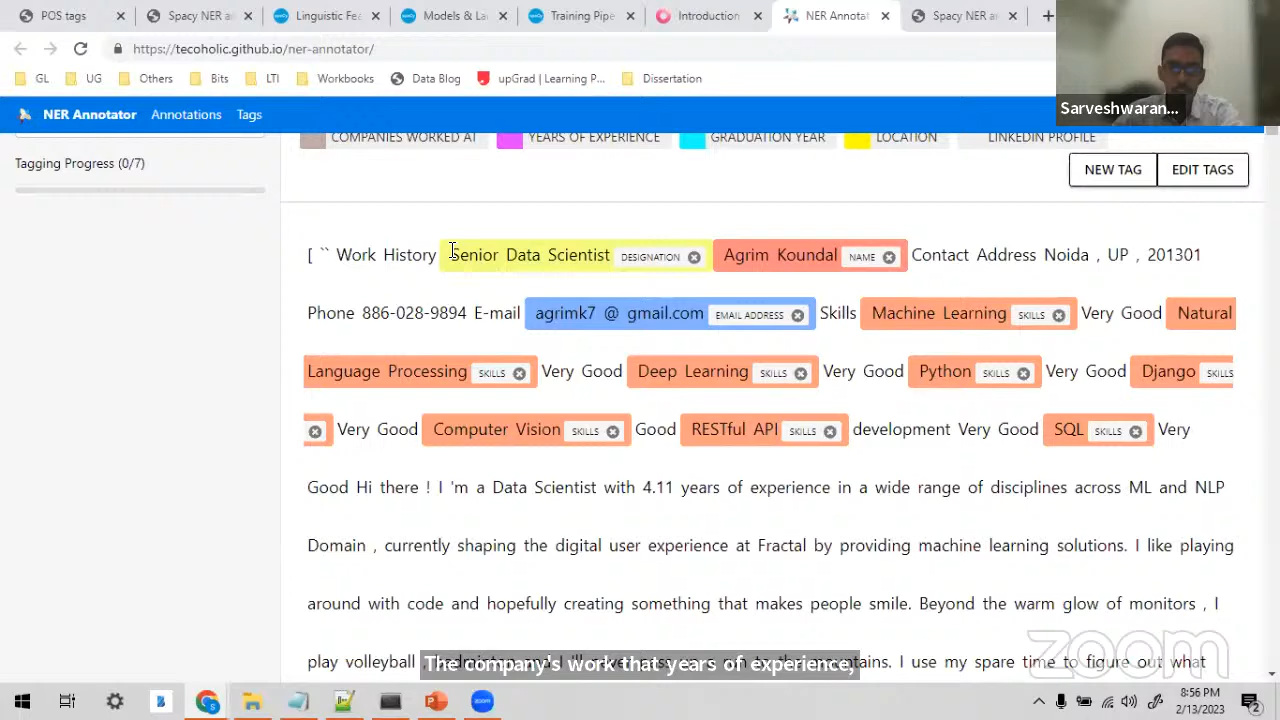 POS tags
Spacy NER a
Linguistic Fea
Models & La
Training Pipe
Introduction
NER Annotat
Spacy NER a
https://tecoholic.github.io/ner-annotator/
GL
UG
Others
Bits
LTI
Workbooks
Data Blog
upGrad | Learning P...
Dissertation
Sarveshwaran...
NER Annotator
Annotations
Tags
COMPANIES WORKED AT
YEARS OF EXPERIENCE
GRADUATION YEAR
LOCATION
LINKEDIN PROFILE
Tagging Progress (0/7)
NEW TAG
EDIT TAGS
[ `` Work History Senior Data Scientist DESIGNATION Agrim Koundal NAME Contact Address Noida , UP , 201301
Phone 886-028-9894 E-mail agrimk7 @ gmail.com EMAIL ADDRESS Skills Machine Learning SKILLS Very Good Natural
Language Processing SKILLS Very Good Deep Learning SKILLS Very Good Python SKILLS Very Good Django SKILLS
Very Good Computer Vision SKILLS Good RESTful API SKILLS development Very Good SQL SKILLS Very
Good Hi there ! I 'm a Data Scientist with 4.11 years of experience in a wide range of disciplines across ML and NLP
Domain , currently shaping the digital user experience at Fractal by providing machine learning solutions. I like playing
around with code and hopefully creating something that makes people smile. Beyond the warm glow of monitors , I
play volleyball ntains. I use my spare time to figure out what
The company's work that years of experience,
zoom
8:56 PM
2/13/2023
2